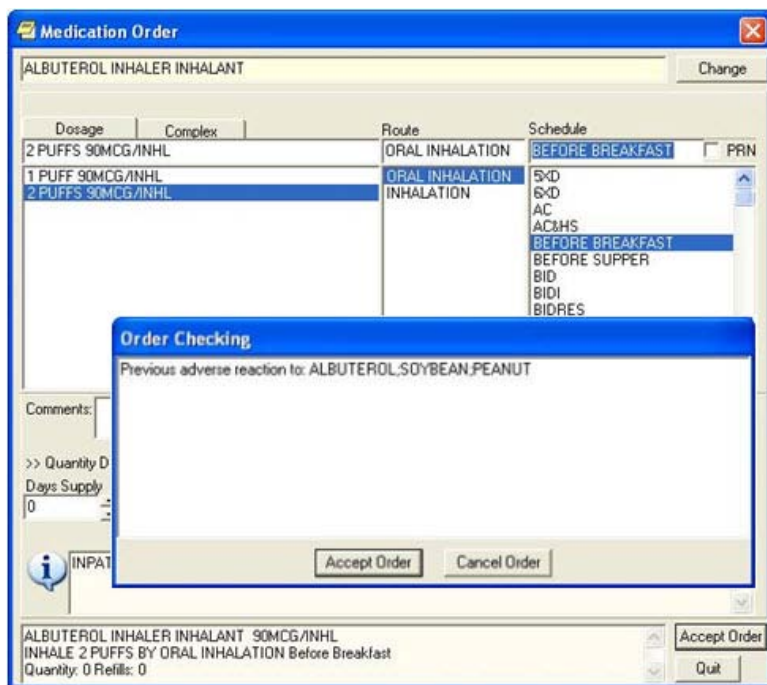 Medication Order
ALBUTEROL INHALER INHALANT
Change
Dosage Complex Route Schedule
2 PUFFS 90MCG/INHL ORAL INHALATION BEFORE BREAKFAST PRN
1 PUFF 90MCG/INHL ORAL INHALATION 5XD
2 PUFFS 90MCG/INHL INHALATION 6XD
AC
AC&HS
BEFORE BREAKFAST
BEFORE SUPPER
BID
BIDI
BIDRES
Order Checking
Previous adverse reaction to: ALBUTEROL;SOYBEAN;PEANUT
Accept Order Cancel Order
Comments:
>> Quantity D
Days Supply
0
INPAT
ALBUTEROL INHALER INHALANT 90MCG/INHL
INHALE 2 PUFFS BY ORAL INHALATION Before Breakfast
Quantity: 0 Refills: 0
Accept Order
Quit